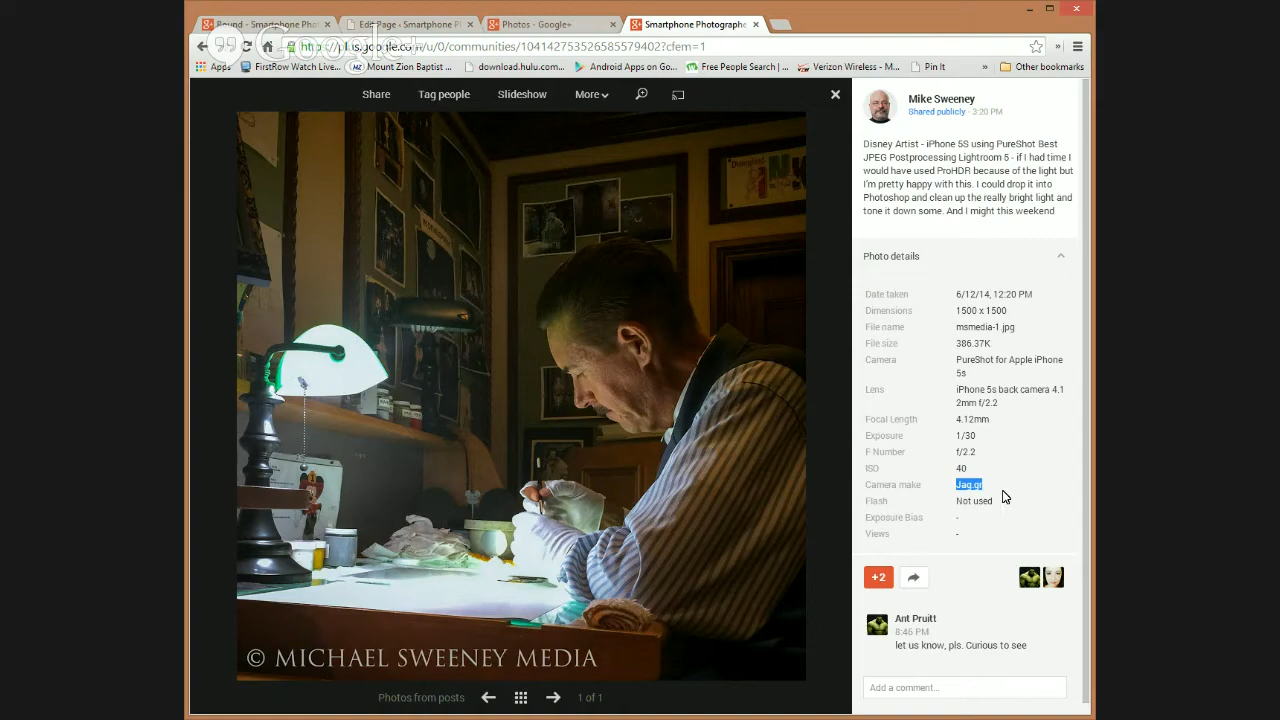 Round - Smartphone Phot
Edit Page - Smartphone Pl
Photos - Google+
Smartphone Photographe
Google+
https://plus.google.com/u/0/communities/104142753526585579402?cfem=1
Apps
FirstRow Watch Live...
Mount Zion Baptist ...
download.hulu.com...
Android Apps on Go...
Free People Search | ...
Verizon Wireless - M...
Pin It
»
Other bookmarks
Share
Tag people
Slideshow
More
Mike Sweeney
Shared publicly - 3:20 PM
Disney Artist - iPhone 5S using PureShot Best
JPEG Postprocessing Lightroom 5 - if I had time I
would have used ProHDR because of the light but
I'm pretty happy with this. I could drop it into
Photoshop and clean up the really bright light and
tone it down some. And I might this weekend
Photo details
Date taken 6/12/14, 12:20 PM
Dimensions 1500 x 1500
File name msmedia-1.jpg
File size 386.37K
Camera PureShot for Apple iPhone
5s
Lens iPhone 5s back camera 4.1
2mm f/2.2
Focal Length 4.12mm
Exposure 1/30
F Number f/2.2
ISO 40
Camera make Jag.gr
Flash Not used
Exposure Bias -
Views -
+2
Ant Pruitt
8:46 PM
let us know, pls. Curious to see
Add a comment...
© MICHAEL SWEENEY MEDIA
Photos from posts
1 of 1